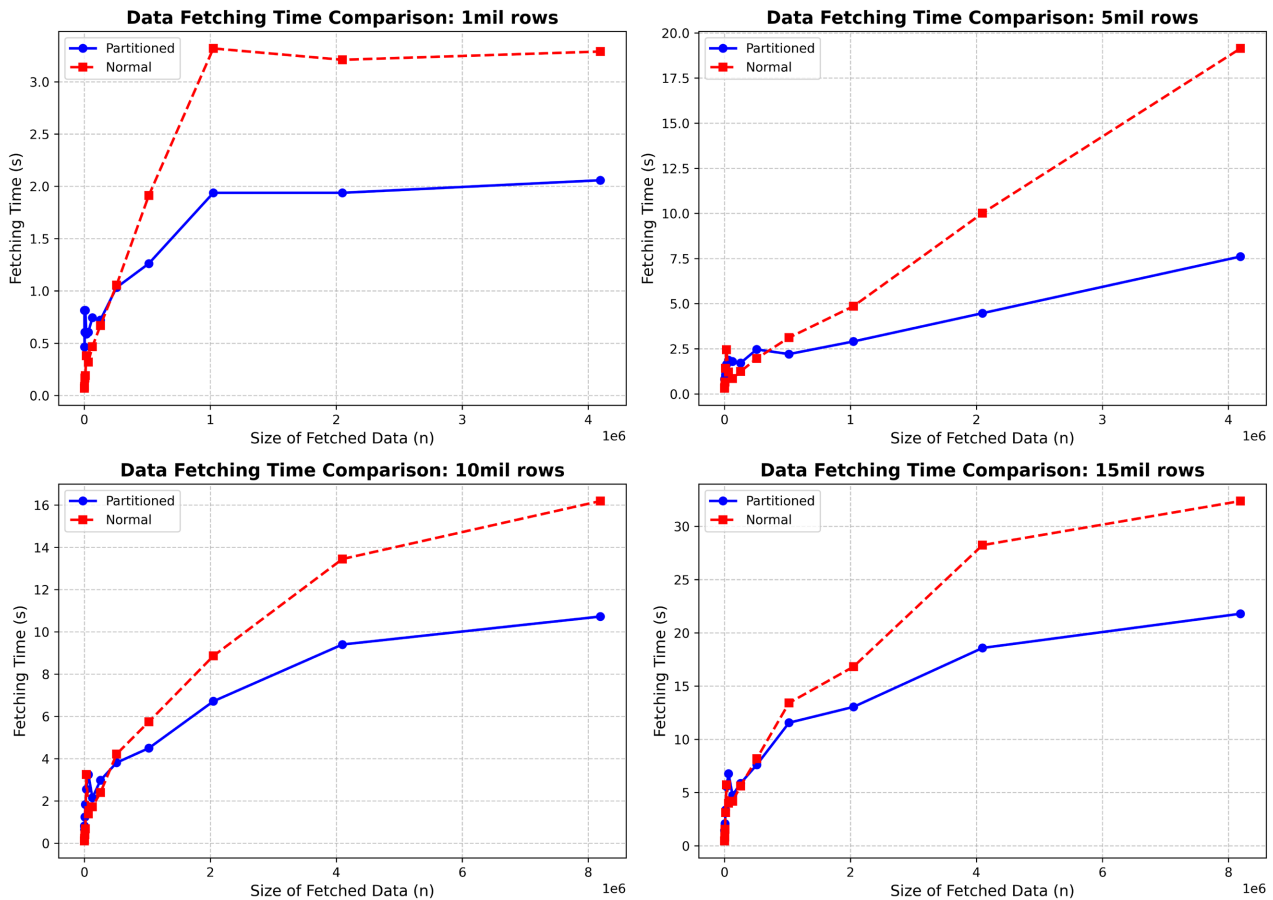 Data Fetching Time Comparison: 1mil rows
Partitioned
Normal
Fetching Time (s)
3.0
2.5
2.0
1.5
1.0
0.5
0.0
0 1 2 3 4
1e6
Size of Fetched Data (n)
Data Fetching Time Comparison: 5mil rows
Partitioned
Normal
Fetching Time (s)
20.0
17.5
15.0
12.5
10.0
7.5
5.0
2.5
0.0
0 1 2 3 4
1e6
Size of Fetched Data (n)
Data Fetching Time Comparison: 10mil rows
Partitioned
Normal
Fetching Time (s)
16
14
12
10
8
6
4
2
0
0 2 4 6 8
1e6
Size of Fetched Data (n)
Data Fetching Time Comparison: 15mil rows
Partitioned
Normal
Fetching Time (s)
30
25
20
15
10
5
0
0 2 4 6 8
1e6
Size of Fetched Data (n)